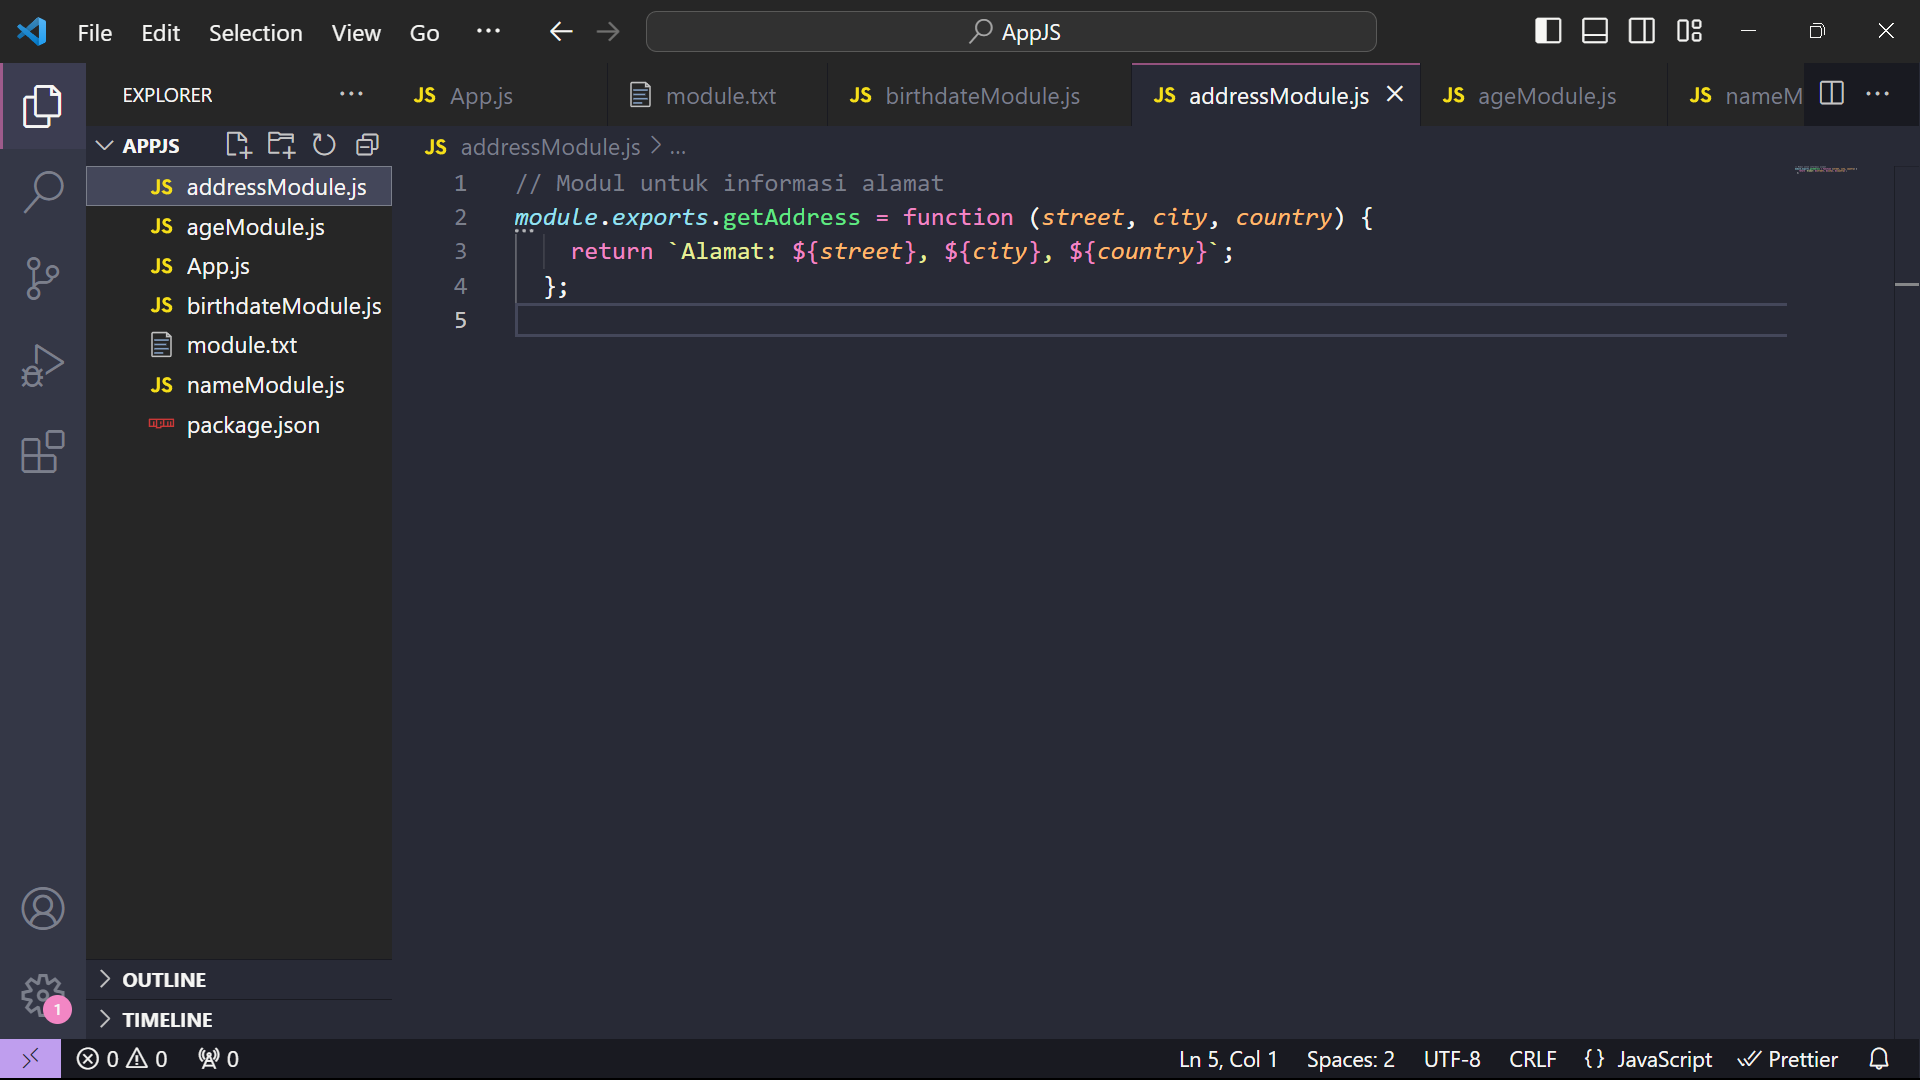 File Edit Selection View Go ··· AppJS
EXPLORER ···
JS App.js module.txt JS birthdateModule.js JS addressModule.js JS ageModule.js JS nameM ···
APPJS
JS addressModule.js > ...
JS addressModule.js
JS ageModule.js
JS App.js
JS birthdateModule.js
module.txt
JS nameModule.js
npm package.json
1 // Modul untuk informasi alamat
2 module.exports.getAddress = function (street, city, country) {
3 return `Alamat: ${street}, ${city}, ${country}`;
4 };
5
OUTLINE
TIMELINE
1
0 0 0 Ln 5, Col 1 Spaces: 2 UTF-8 CRLF {} JavaScript Prettier